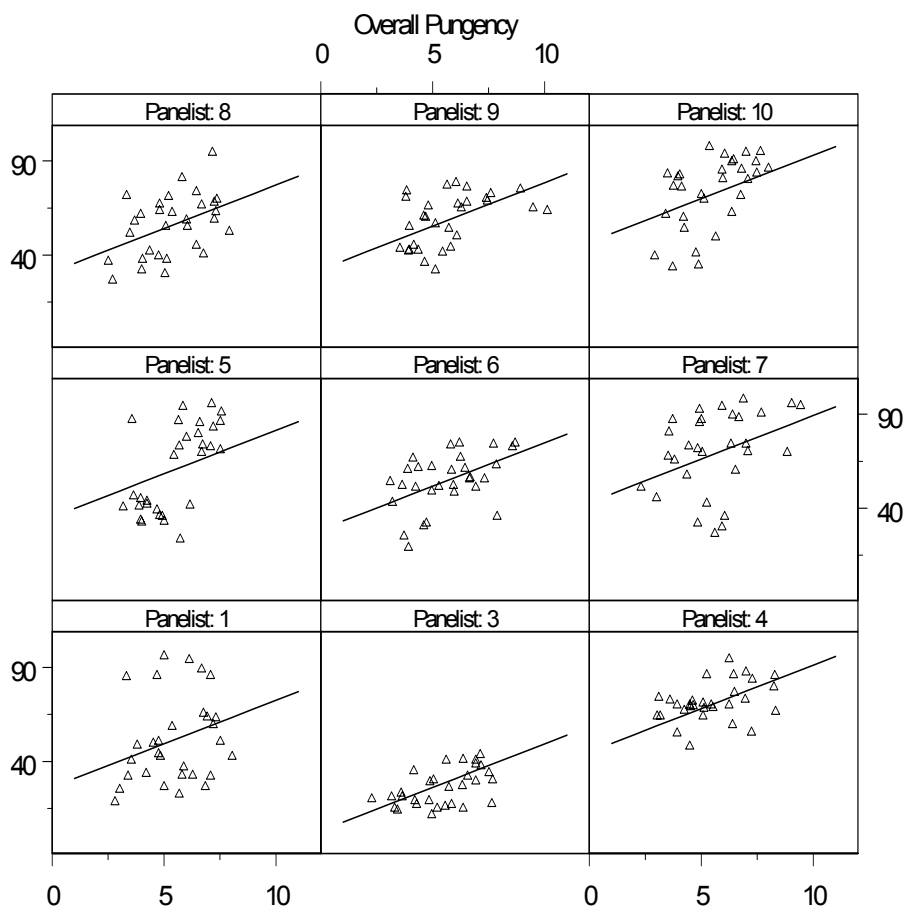 Overall Pungency
0 5 10
Panelist: 8 Panelist: 9 Panelist: 10
90
40
Panelist: 5 Panelist: 6 Panelist: 7
90
40
Panelist: 1 Panelist: 3 Panelist: 4
90
40
0 5 10 0 5 10